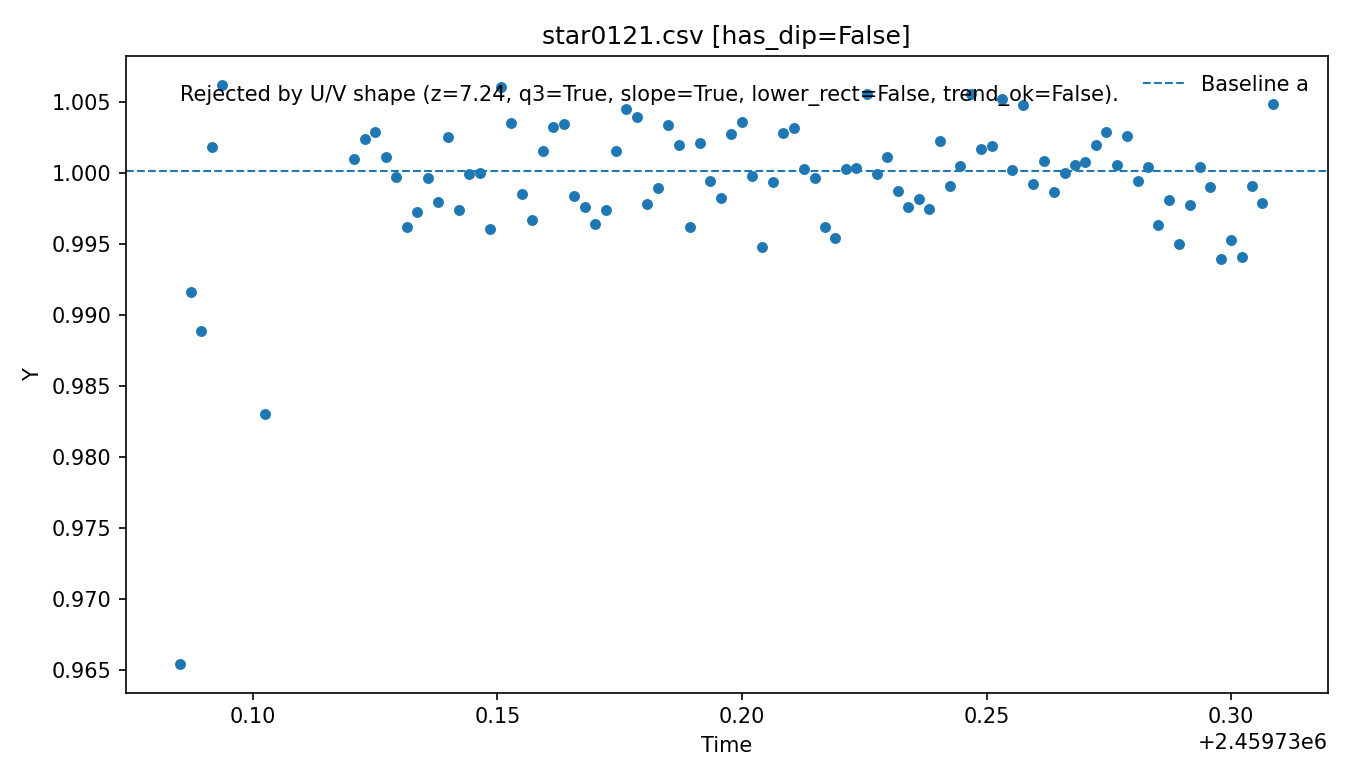 star0121.csv [has_dip=False]
Rejected by U/V shape (z=7.24, q3=True, slope=True, lower_rect=False, trend_ok=False).
Baseline a
1.005
1.000
0.995
0.990
0.985
0.980
0.975
0.970
0.965
Y
0.10
0.15
0.20
0.25
0.30
Time
+2.45973e6